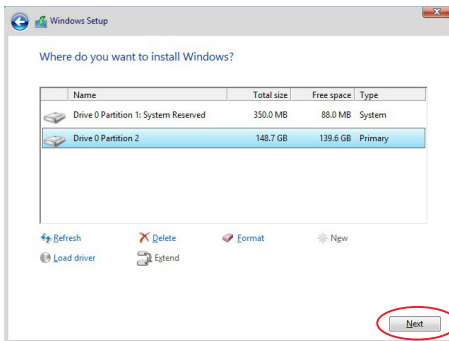 Windows Setup
Where do you want to install Windows?
Name Total size Free space Type
Drive 0 Partition 1: System Reserved 350.0 MB 88.0 MB System
Drive 0 Partition 2 148.7 GB 139.6 GB Primary
Refresh Delete Format New
Load driver Extend
Next